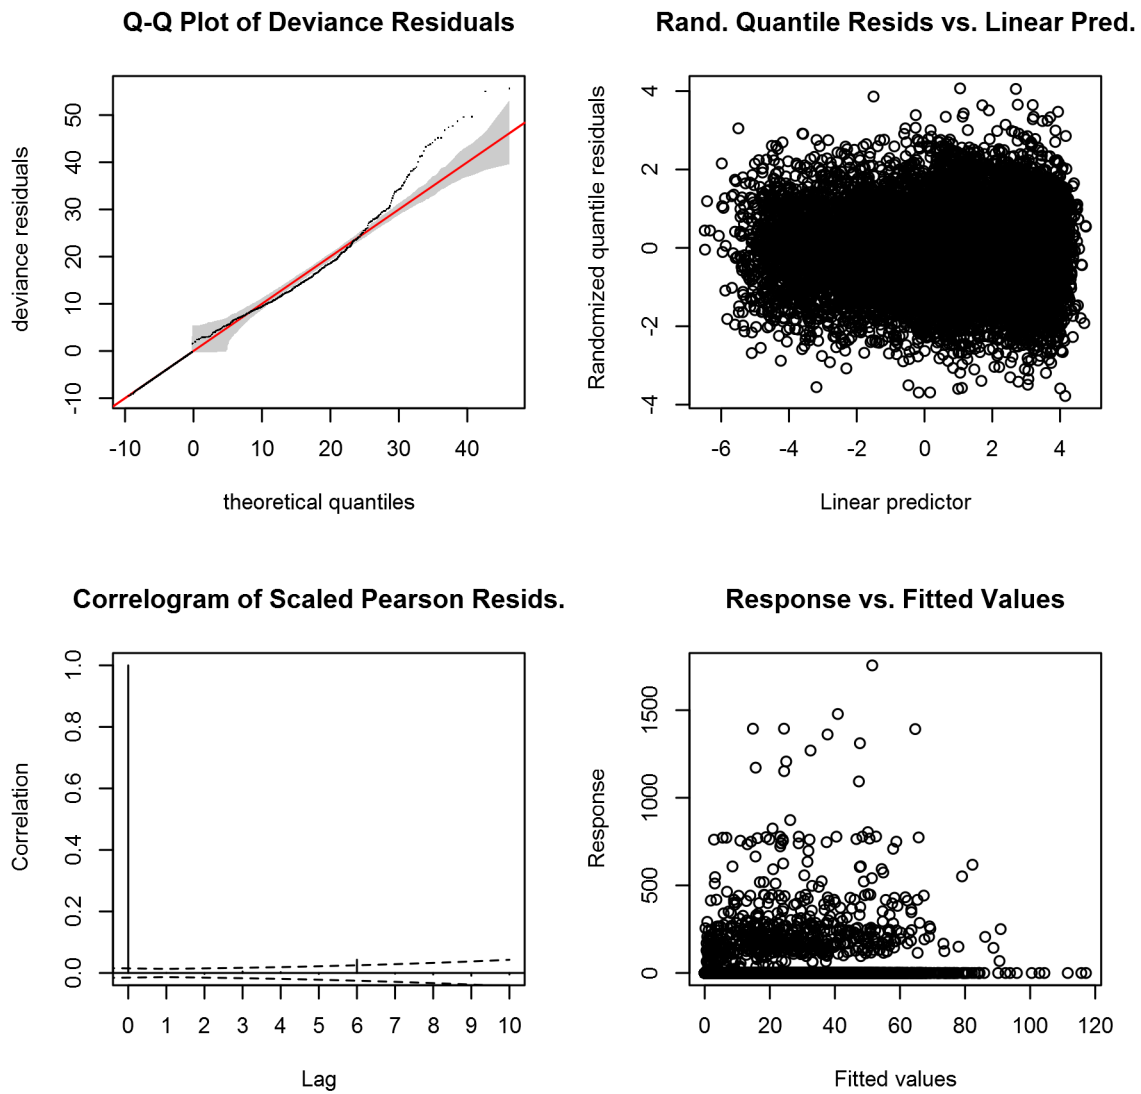 Q-Q Plot of Deviance Residuals
deviance residuals
50
40
30
20
10
0
-10
-10 0 10 20 30 40
theoretical quantiles
Rand. Quantile Resids vs. Linear Pred.
Randomized quantile residuals
4
2
0
-2
-4
-6 -4 -2 0 2 4
Linear predictor
Correlogram of Scaled Pearson Resids.
Correlation
1.0
0.8
0.6
0.4
0.2
0.0
0 1 2 3 4 5 6 7 8 9 10
Lag
Response vs. Fitted Values
Response
1500
1000
500
0
0 20 40 60 80 100 120
Fitted values